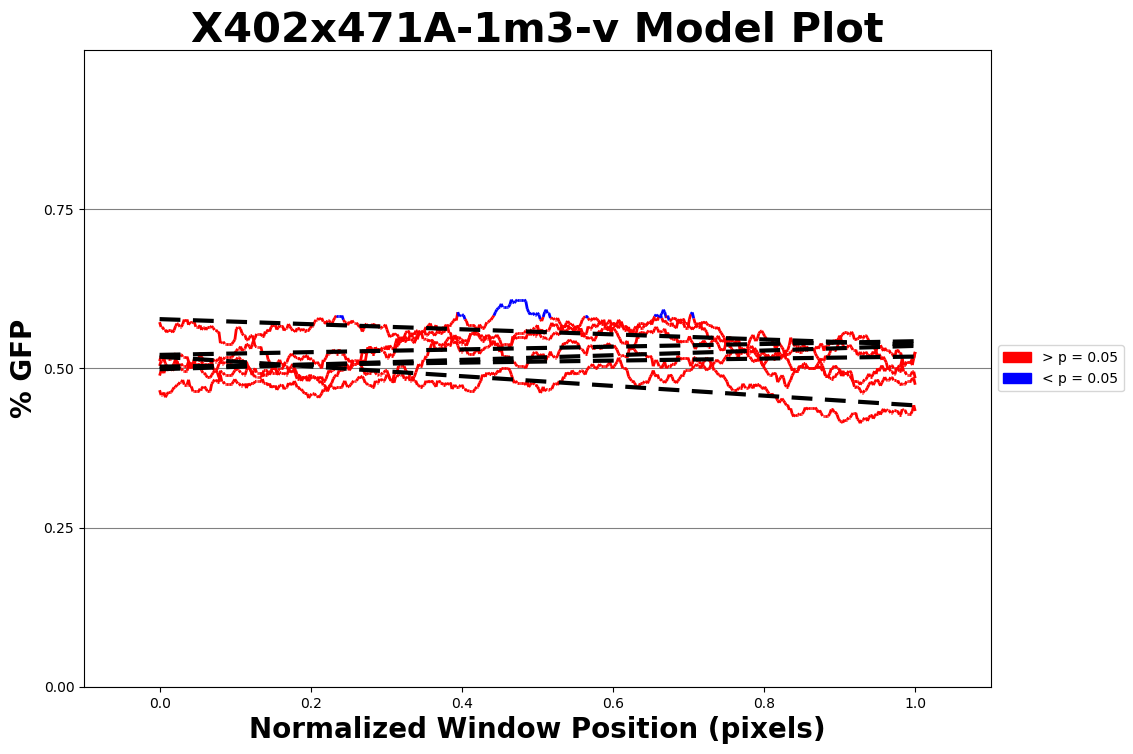 X402x471A-1m3-v Model Plot
% GFP
0.75
0.50
0.25
0.00
0.0 0.2 0.4 0.6 0.8 1.0
Normalized Window Position (pixels)
> p = 0.05
< p = 0.05